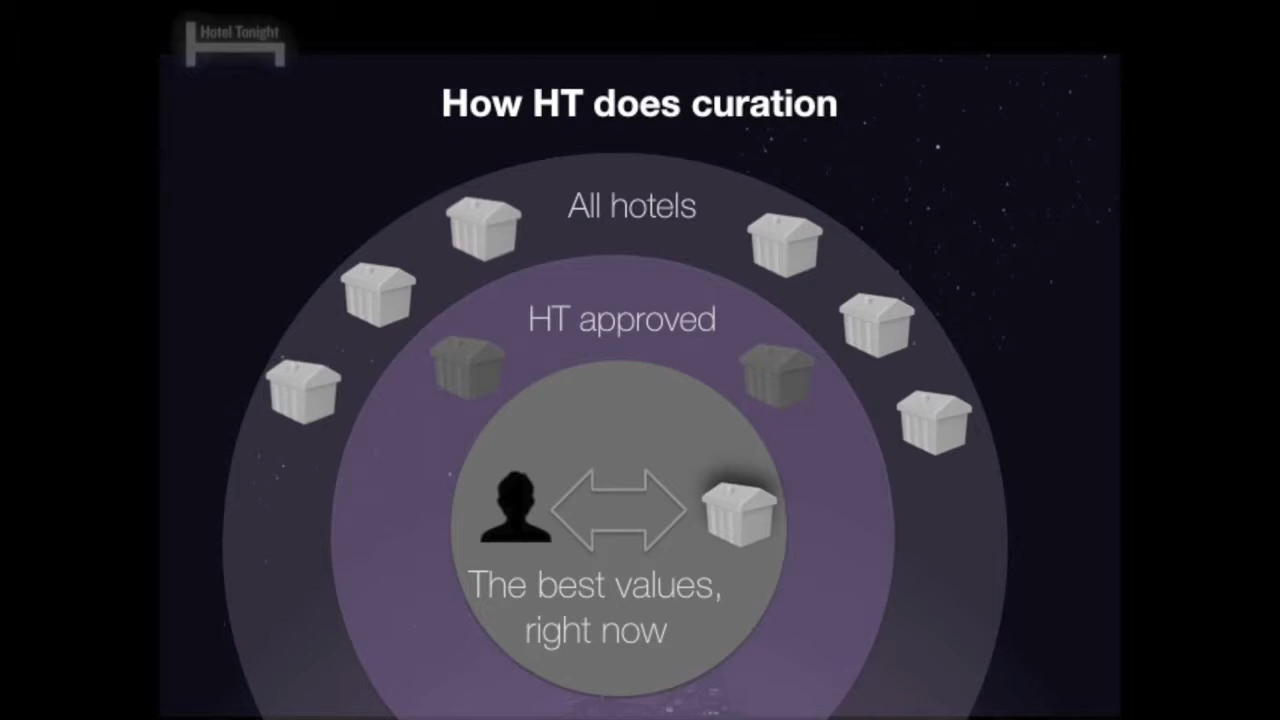 Hotel Tonight
How HT does curation
All hotels
HT approved
The best values,
right now